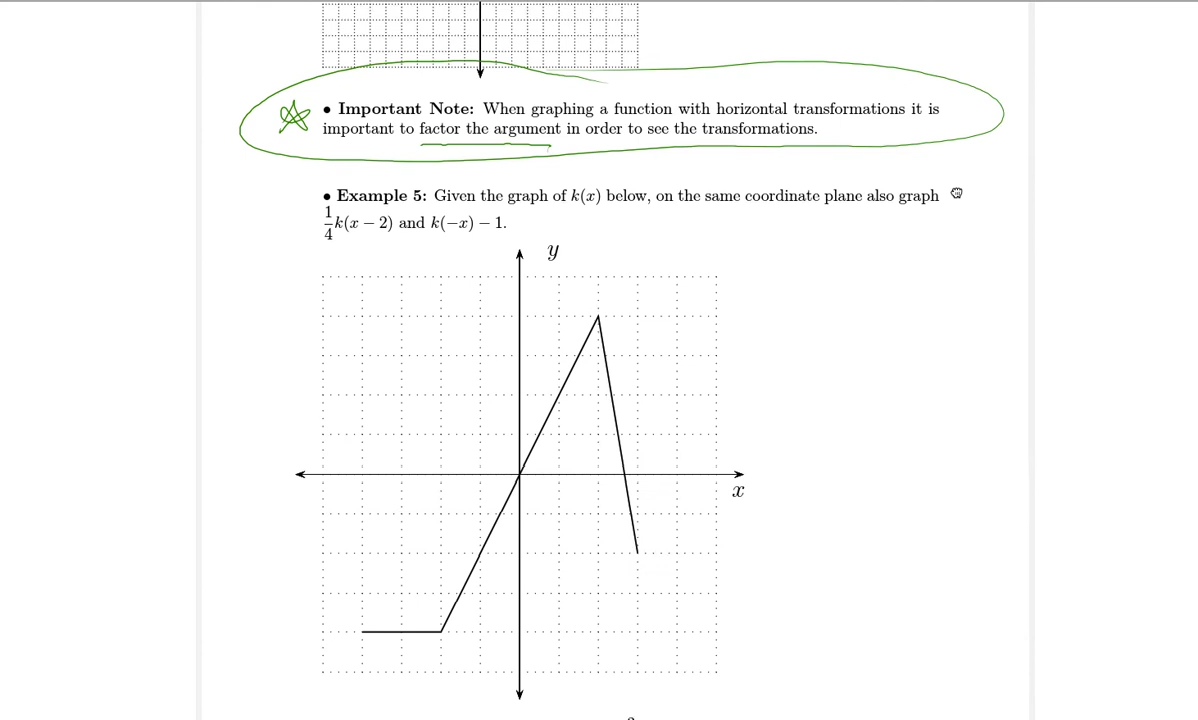 • Important Note: When graphing a function with horizontal transformations it is
important to factor the argument in order to see the transformations.
• Example 5: Given the graph of k(x) below, on the same coordinate plane also graph
1/4 k(x − 2) and k(−x) − 1.
y
x